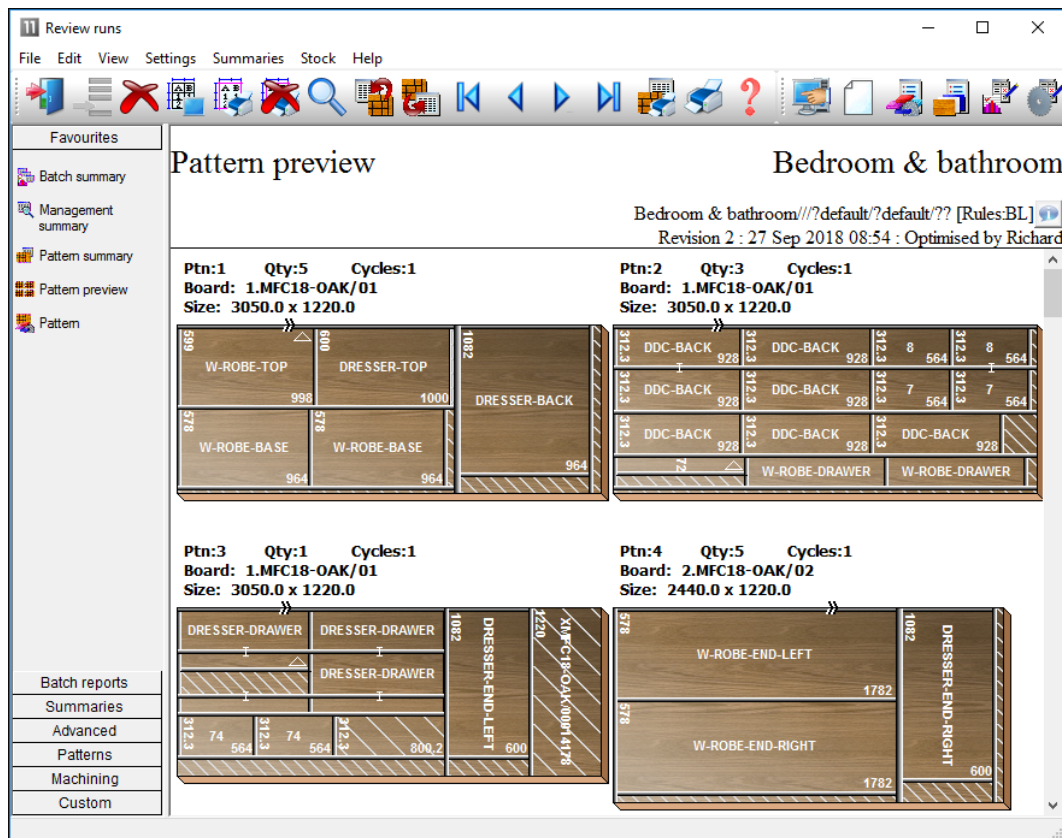 Review runs
File Edit View Settings Summaries Stock Help
Favourites
Batch summary
Management
summary
Pattern summary
Pattern preview
Pattern
Batch reports
Summaries
Advanced
Patterns
Machining
Custom
Pattern preview
Bedroom & bathroom
Bedroom & bathroom///?default/?default/?? [Rules:BL]
Revision 2 : 27 Sep 2018 08:54 : Optimised by Richard
Ptn:1 Qty:5 Cycles:1
Board: 1.MFC18-OAK/01
Size: 3050.0 x 1220.0
599 W-ROBE-TOP 998
600 DRESSER-TOP 1000
1082 DRESSER-BACK 964
578 W-ROBE-BASE 964
578 W-ROBE-BASE 964
Ptn:2 Qty:3 Cycles:1
Board: 1.MFC18-OAK/01
Size: 3050.0 x 1220.0
312.3 DDC-BACK 928
312.3 DDC-BACK 928
312.3 8 564
312.3 8 564
312.3 DDC-BACK 928
312.3 DDC-BACK 928
312.3 7 564
312.3 7 564
312.3 DDC-BACK 928
312.3 DDC-BACK 928
312.3 DDC-BACK 928
72
W-ROBE-DRAWER
W-ROBE-DRAWER
Ptn:3 Qty:1 Cycles:1
Board: 1.MFC18-OAK/01
Size: 3050.0 x 1220.0
DRESSER-DRAWER
DRESSER-DRAWER
DRESSER-DRAWER
312.3 74 564
312.3 74 564
312.3 800.2
1082 DRESSER-END-LEFT 600
1220 XMFC18-OAK/00014178
Ptn:4 Qty:5 Cycles:1
Board: 2.MFC18-OAK/02
Size: 2440.0 x 1220.0
578 W-ROBE-END-LEFT 1782
578 W-ROBE-END-RIGHT 1782
1082 DRESSER-END-RIGHT 600